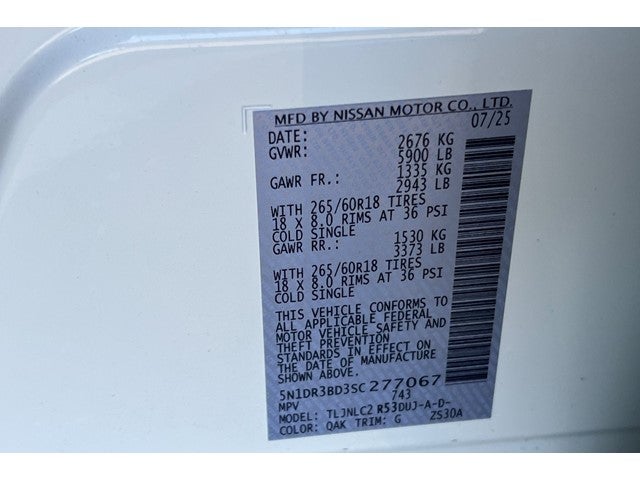 MFD BY NISSAN MOTOR CO., LTD.
DATE: 07/25
GVWR: 2676 KG
5900 LB
GAWR FR.: 1335 KG
2943 LB
WITH 265/60R18 TIRES
18 X 8.0 RIMS AT 36 PSI
COLD SINGLE
GAWR RR.: 1530 KG
3373 LB
WITH 265/60R18 TIRES
18 X 8.0 RIMS AT 36 PSI
COLD SINGLE
THIS VEHICLE CONFORMS TO
ALL APPLICABLE FEDERAL
MOTOR VEHICLE SAFETY AND
THEFT PREVENTION
STANDARDS IN EFFECT ON
THE DATE OF MANUFACTURE
SHOWN ABOVE.
5N1DR3BD3SC277067
MPV 743
MODEL: TLJNLC2 R53DUJ-A-D-
COLOR: QAK TRIM: G ZS30A